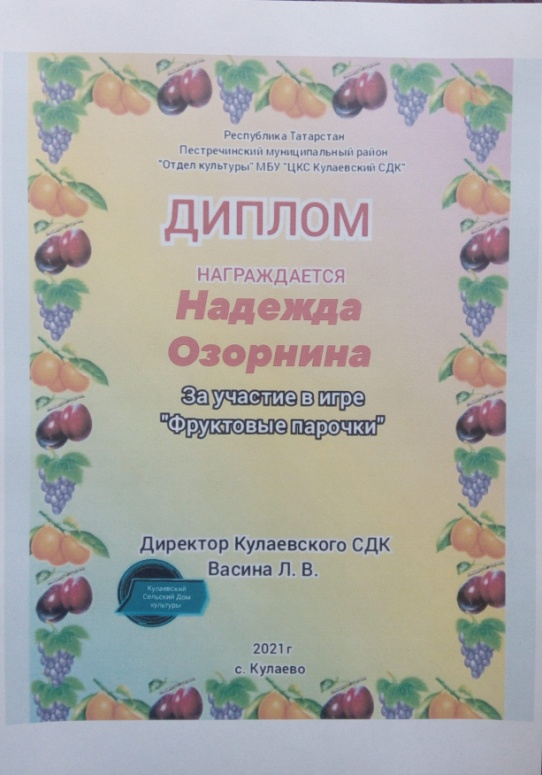 Республика Татарстан
Пестречинский муниципальный район
"Отдел культуры" МБУ "ЦКС Кулаевский СДК"
ДИПЛОМ
НАГРАЖДАЕТСЯ
Надежда
Озорнина
За участие в игре
"Фруктовые парочки"
Директор Кулаевского СДК
Васина Л. В.
Кулаевский
Сельский Дом
культуры
2021г
с. Кулаево